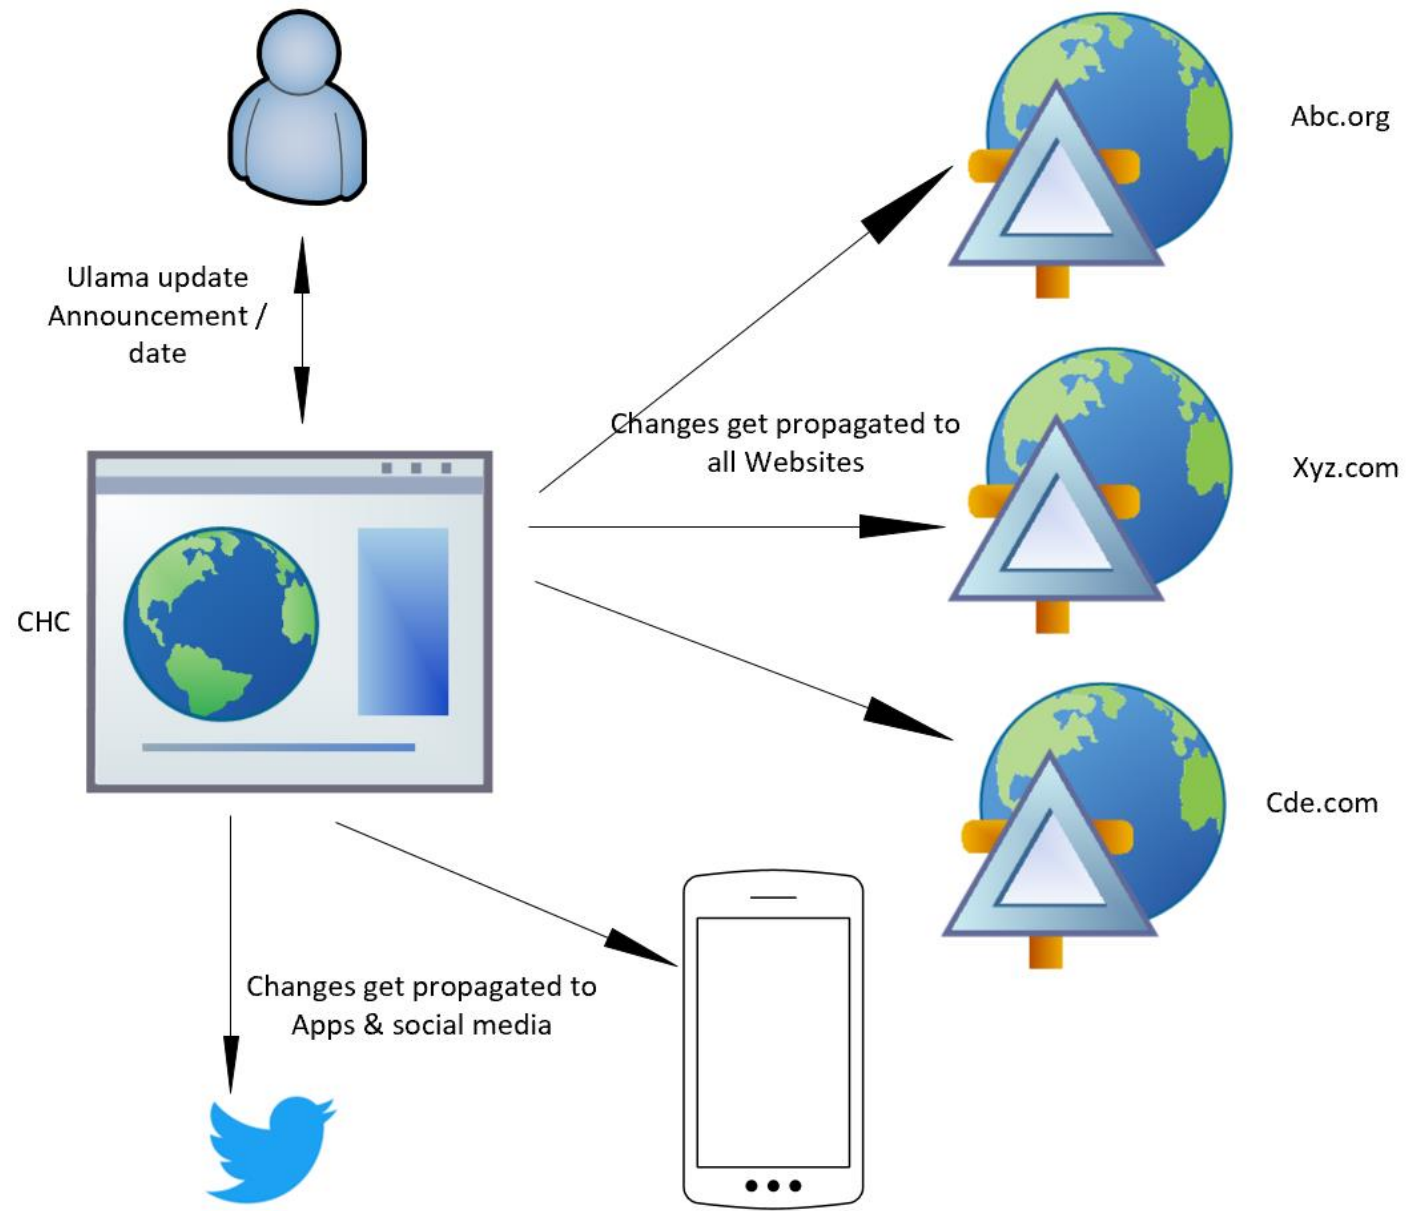 Abc.org
Ulama update
Announcement /
date
Changes get propagated to
all Websites
Xyz.com
CHC
Cde.com
Changes get propagated to
Apps & social media